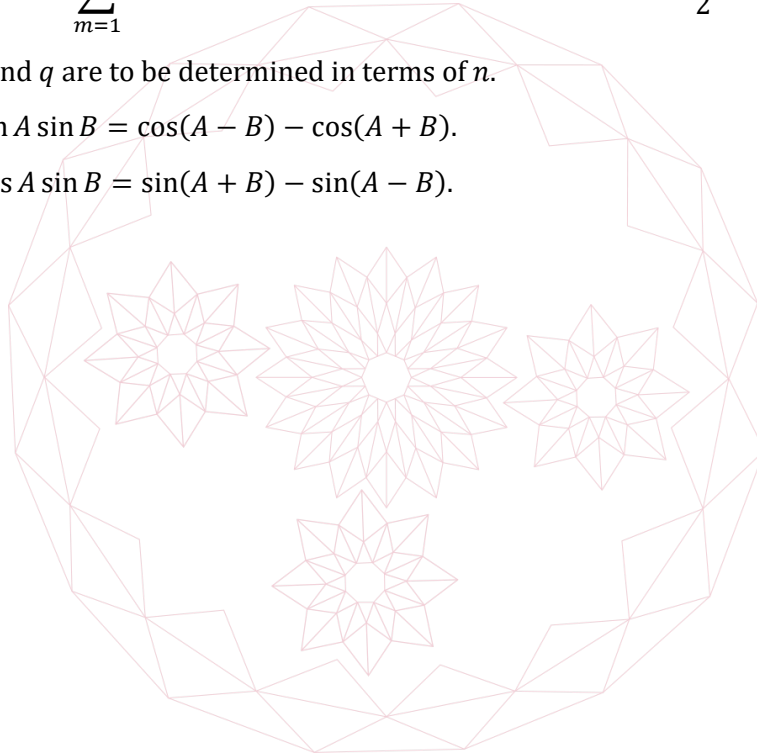 ∑ m=1 2
nd q are to be determined in terms of n.
n A sin B = cos(A − B) − cos(A + B).
s A sin B = sin(A + B) − sin(A − B).